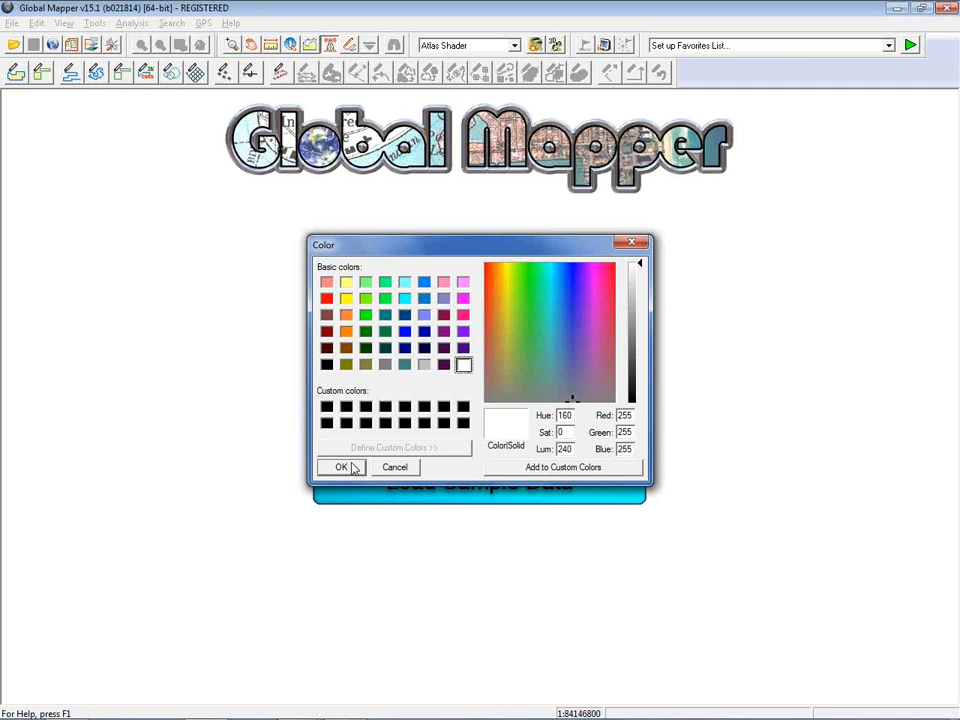 Global Mapper v15.1 (b021814) [64-bit] - REGISTERED
File Edit View Tools Analysis Search GPS Help
Atlas Shader
Set up Favorites List...
Global Mapper
Color
Basic colors:
Custom colors:
Define Custom Colors >>
OK
Cancel
Color|Solid
Hue: 160
Sat: 0
Lum: 240
Red: 255
Green: 255
Blue: 255
Add to Custom Colors
Load Sample Data
For Help, press F1
1:84146800